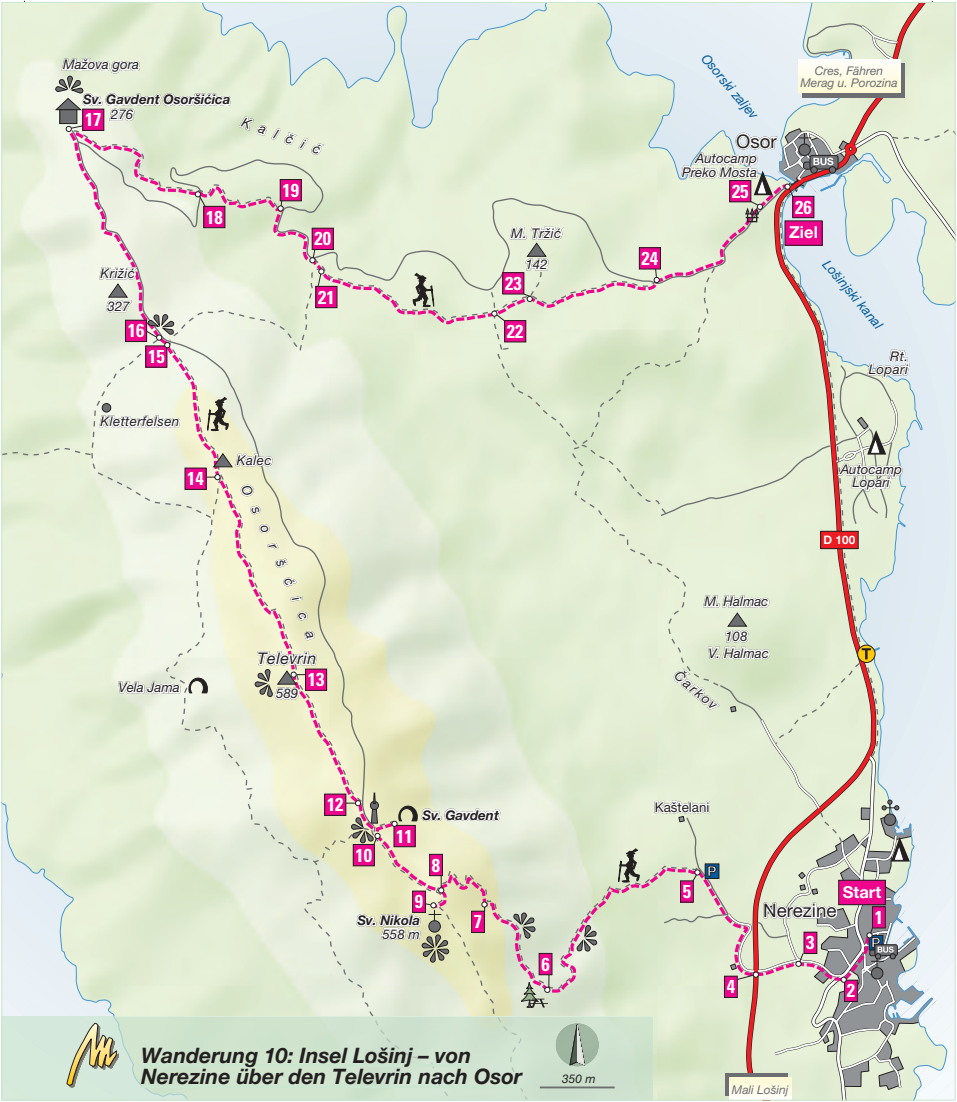 Mažova gora
Sv. Gavdent Osoršićica
276
17
Kalčić
Osorski zaljev
Cres, Fähren
Merag u. Porozina
Osor
BUS
Autocamp
Preko Mosta
25
26
Ziel
18
19
20
21
M. Tržić
142
22
23
24
Lošinjski kanal
Križić
327
16
15
Kletterfelsen
Rt.
Lopari
Autocamp
Lopari
Kalec
14
Osorščica
D 100
M. Halmac
108
V. Halmac
T
Čarkov
Televrin
589
13
Vela Jama
12
Sv. Gavdent
11
10
Kaštelani
8
9
7
Sv. Nikola
558 m
5
P
Start
1
Nerezine
P
BUS
3
2
4
6
Wanderung 10: Insel Lošinj – von
Nerezine über den Televrin nach Osor
350 m
Mali Lošinj